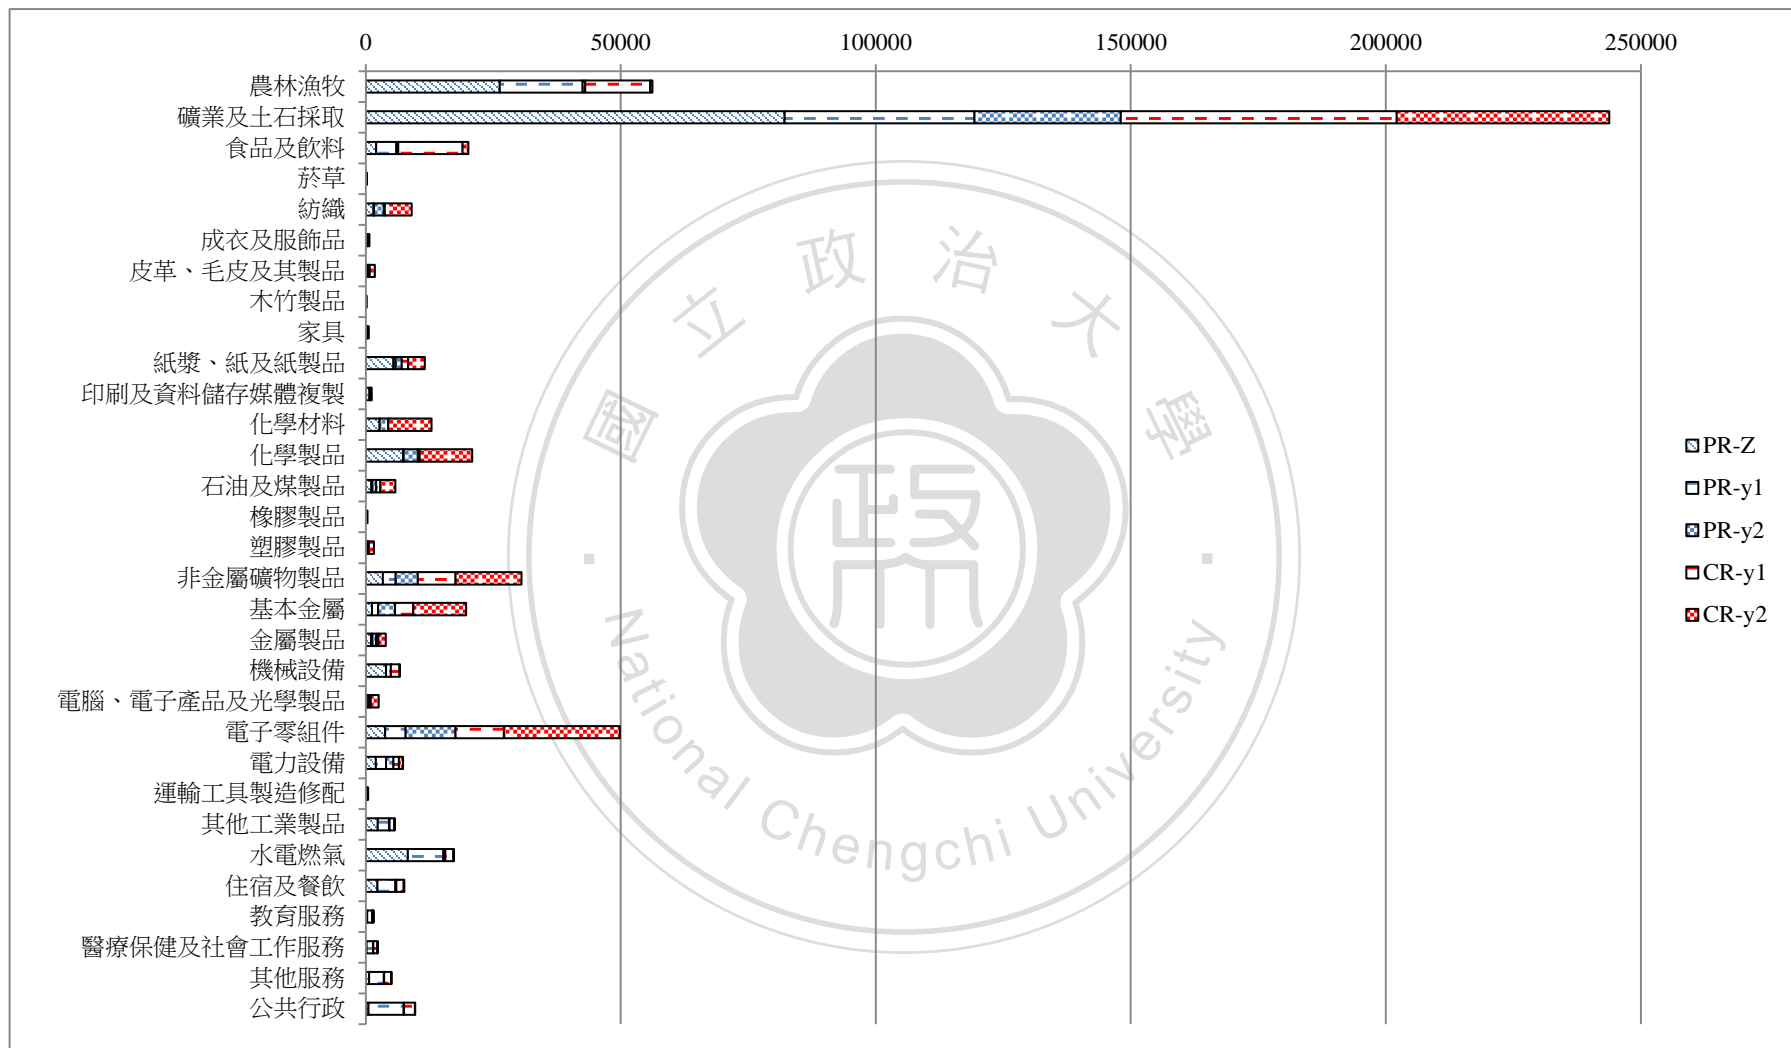 0 50000 100000 150000 200000 250000
農林漁牧
礦業及土石採取
食品及飲料
菸草
紡織
成衣及服飾品
皮革、毛皮及其製品
木竹製品
家具
紙漿、紙及紙製品
印刷及資料儲存媒體複製
化學材料
化學製品
石油及煤製品
橡膠製品
塑膠製品
非金屬礦物製品
基本金屬
金屬製品
機械設備
電腦、電子產品及光學製品
電子零組件
電力設備
運輸工具製造修配
其他工業製品
水電燃氣
住宿及餐飲
教育服務
醫療保健及社會工作服務
其他服務
公共行政
PR-Z
PR-y1
PR-y2
CR-y1
CR-y2
國立政治大學
National Chengchi University